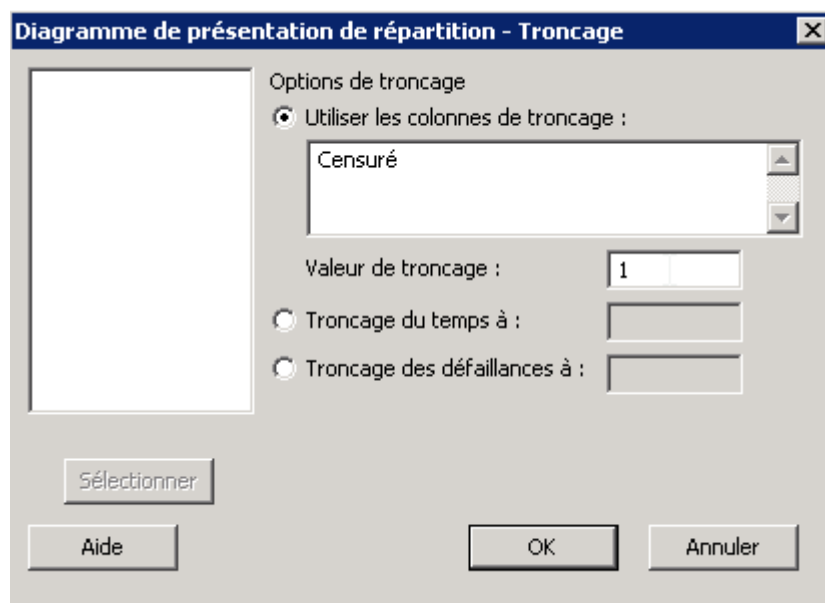 Diagramme de présentation de répartition - Troncage
Options de troncage
Utiliser les colonnes de troncage :
Censuré
Valeur de troncage : 1
Troncage du temps à :
Troncage des défaillances à :
Sélectionner
Aide OK Annuler